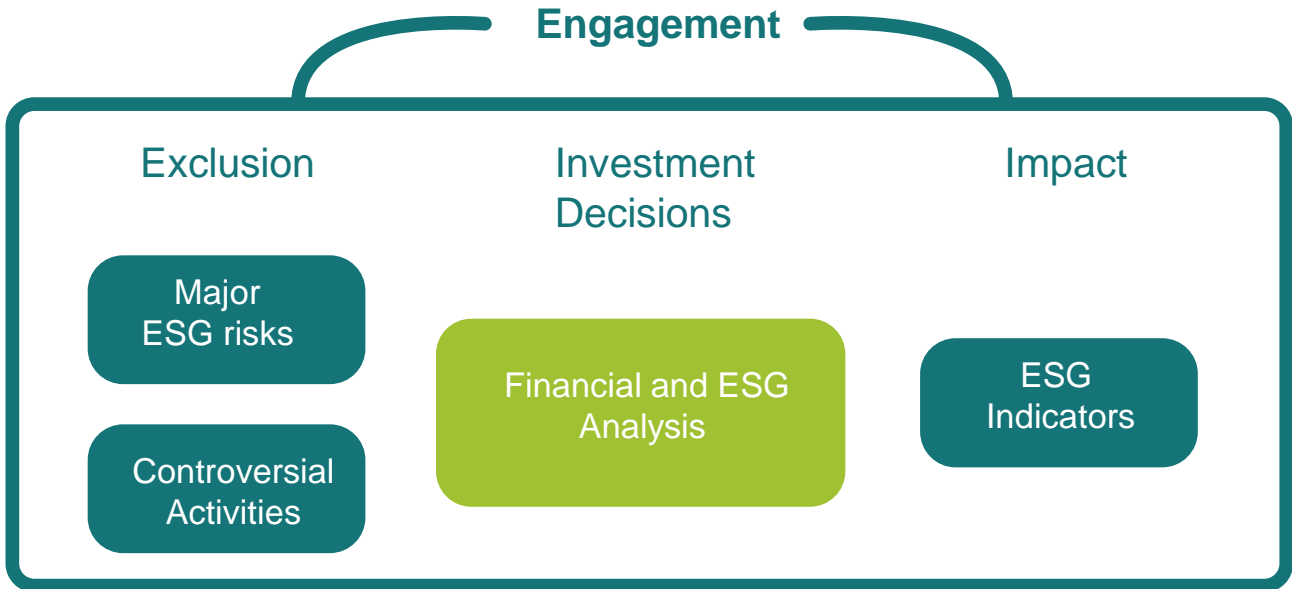 Engagement
Exclusion
Investment
Decisions
Impact
Major
ESG risks
Controversial
Activities
Financial and ESG
Analysis
ESG
Indicators